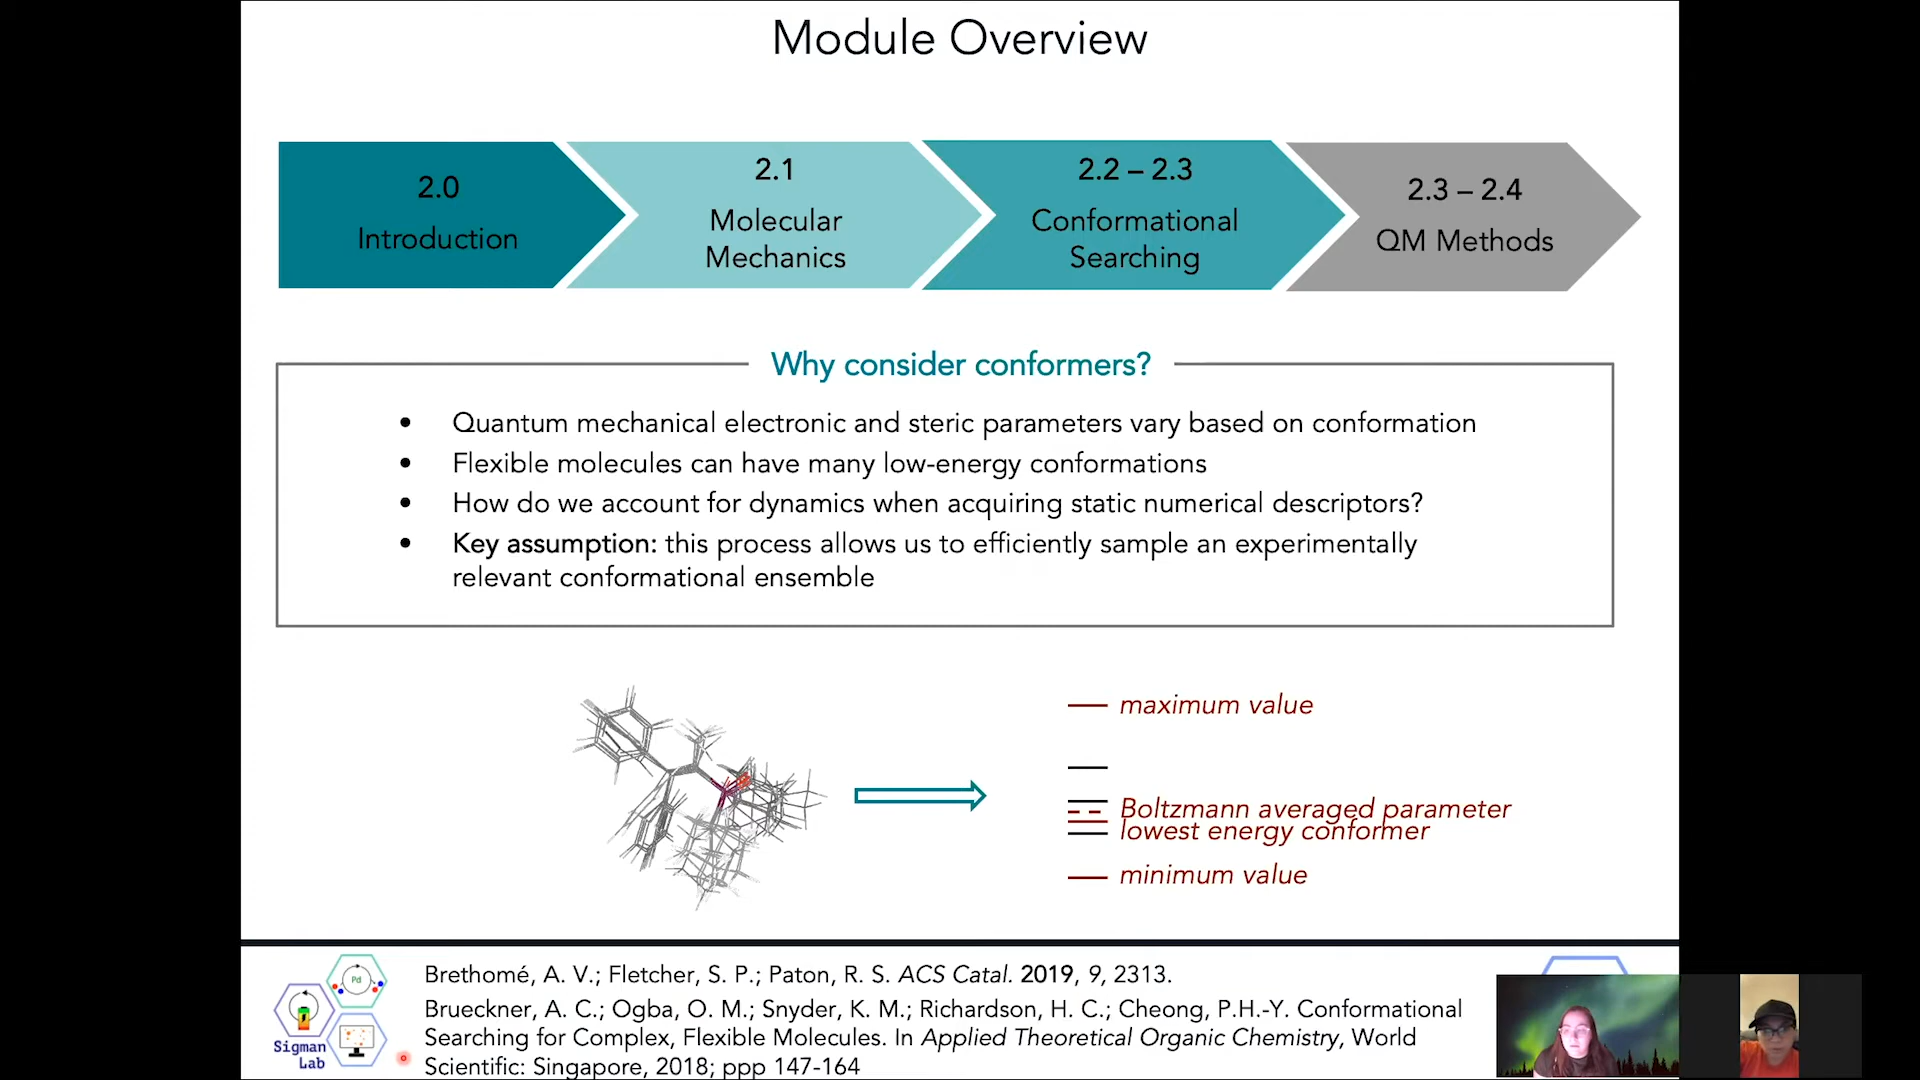 Module Overview
2.0
Introduction
2.1
Molecular
Mechanics
2.2 – 2.3
Conformational
Searching
2.3 – 2.4
QM Methods
Why consider conformers?
• Quantum mechanical electronic and steric parameters vary based on conformation
• Flexible molecules can have many low-energy conformations
• How do we account for dynamics when acquiring static numerical descriptors?
• Key assumption: this process allows us to efficiently sample an experimentally
relevant conformational ensemble
maximum value
Boltzmann averaged parameter
lowest energy conformer
minimum value
Pd
Sigman
Lab
Brethomé, A. V.; Fletcher, S. P.; Paton, R. S. ACS Catal. 2019, 9, 2313.
Brueckner, A. C.; Ogba, O. M.; Snyder, K. M.; Richardson, H. C.; Cheong, P.H.-Y. Conformational
Searching for Complex, Flexible Molecules. In Applied Theoretical Organic Chemistry, World
Scientific: Singapore, 2018; ppp 147-164